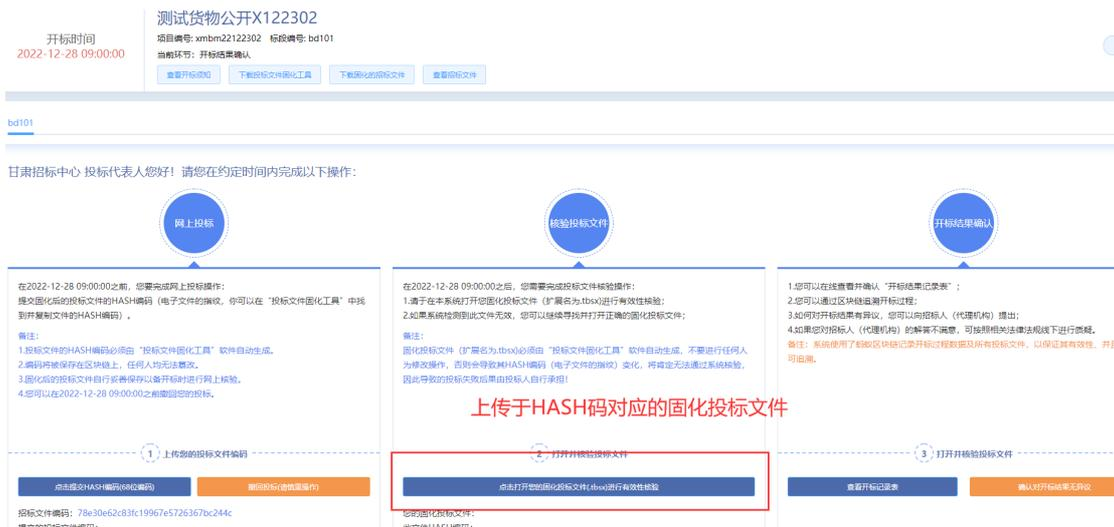 测试货物公开X122302
开标时间
2022-12-28 09:00:00
项目编号: xmbm22122302 标段编号: bd101
当前环节: 开标结果确认
查看开标须知
下载投标文件固化工具
下载固化的招标文件
查看招标文件
bd101
甘肃招标中心 投标代表人您好！请您在约定时间内完成以下操作：
网上投标
核验投标文件
开标结果确认
在2022-12-28 09:00:00之前，您要完成网上投标操作:
提交固化后的投标文件的HASH编码（电子文件的指纹，你可以在“投标文件固化工具”中找
到并复制文件的HASH编码）。
备注:
1.投标文件的HASH编码必须由“投标文件固化工具”软件自动生成。
2.编码将被保存在区块链上，任何人均无法篡改。
3.固化后的投标文件自行妥善保存以备开标时进行网上核验。
4.您可以在2022-12-28 09:00:00之前撤回您的投标。
1 上传您的投标文件编码
点击提交HASH编码(68位编码)
撤回投标(请慎重操作)
招标文件编码: 78e30e62c83fc19967e5726367bc244c
在2022-12-28 09:00:00之后，您需要完成投标文件核验操作:
1.请于在本系统打开您固化投标文件（扩展名为.tbsx)进行有效性核验；
2.如果系统检测到此文件无效，您可以继续寻找并打开正确的固化投标文件；
备注:
固化投标文件（扩展名为.tbsx)必须由“投标文件固化工具”软件自动生成，不要进行任何人
为修改操作，否则会导致其HASH编码（电子文件的指纹）变化，将肯定无法通过系统核验，
因此导致的投标失败后果由投标人自行承担！
上传于HASH码对应的固化投标文件
2 打开并核验投标文件
点击打开您的固化投标文件(.tbsx)进行有效性核验
您的固化投标文件:
1.您可以在线查看并确认“开标结果记录表”；
2.您可以通过区块链追溯开标过程；
3.如何对开标结果有异议，您可以向招标人（代理机构）提出；
4.如果您对招标人（代理机构）的解答不满意，可按照相关法律法规线下进行质疑。
备注: 系统使用了蚂蚁区块链记录开标过程数据及所有投标文件，以保证其有效性、并且
可追溯。
3 打开并核验投标文件
查看开标记录表
确认对开标结果无异议